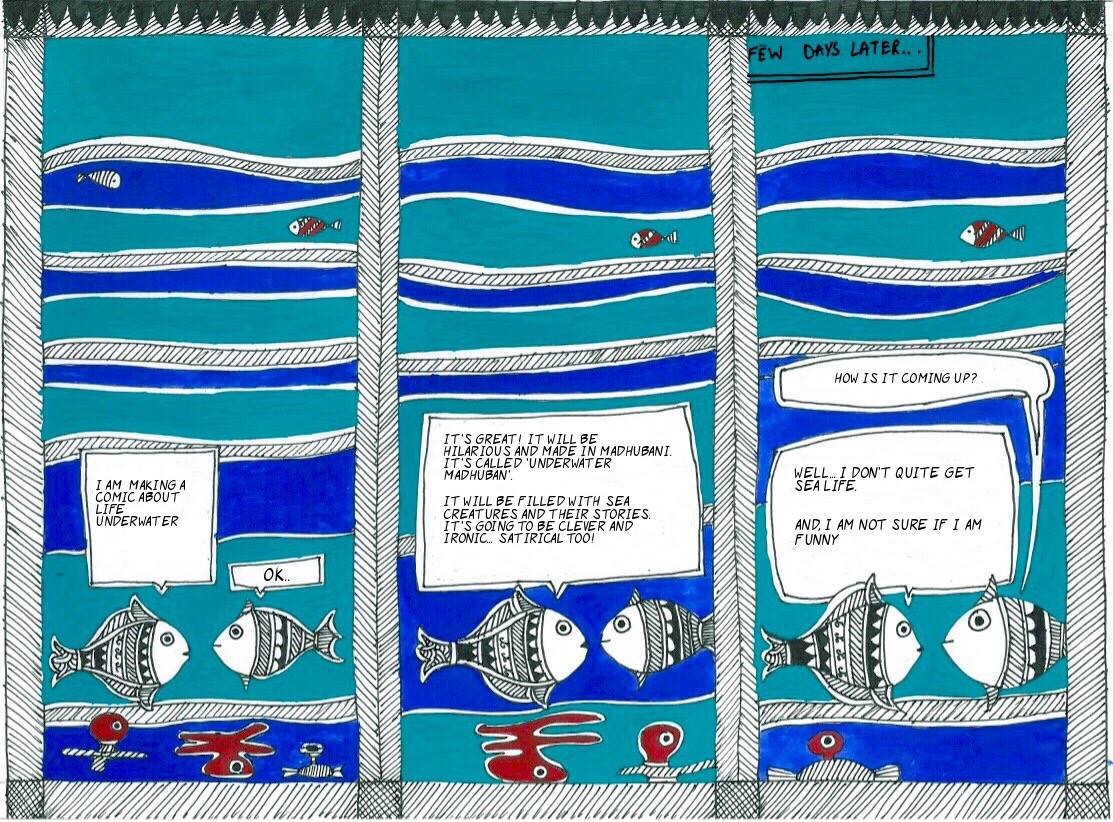 I AM MAKING A
COMIC ABOUT
LIFE
UNDERWATER
OK..
IT'S GREAT! IT WILL BE
HILARIOUS AND MADE IN MADHUBANI.
IT'S CALLED 'UNDERWATER
MADHUBAN'.
IT WILL BE FILLED WITH SEA
CREATURES AND THEIR STORIES.
IT'S GOING TO BE CLEVER AND
IRONIC... SATIRICAL TOO!
FEW DAYS LATER...
HOW IS IT COMING UP?
WELL... I DON'T QUITE GET
SEA LIFE.
AND, I AM NOT SURE IF I AM
FUNNY